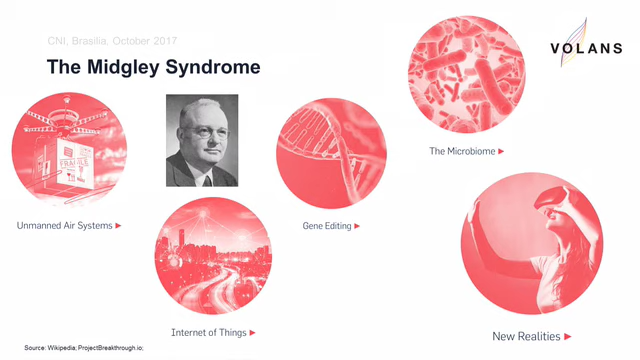 CNI, Brasilia, October 2017
The Midgley Syndrome
VOLANS
FRAGILE
The Microbiome ▶
Unmanned Air Systems ▶
Gene Editing ▶
Internet of Things ▶
New Realities ▶
Source: Wikipedia; ProjectBreakthrough.io;